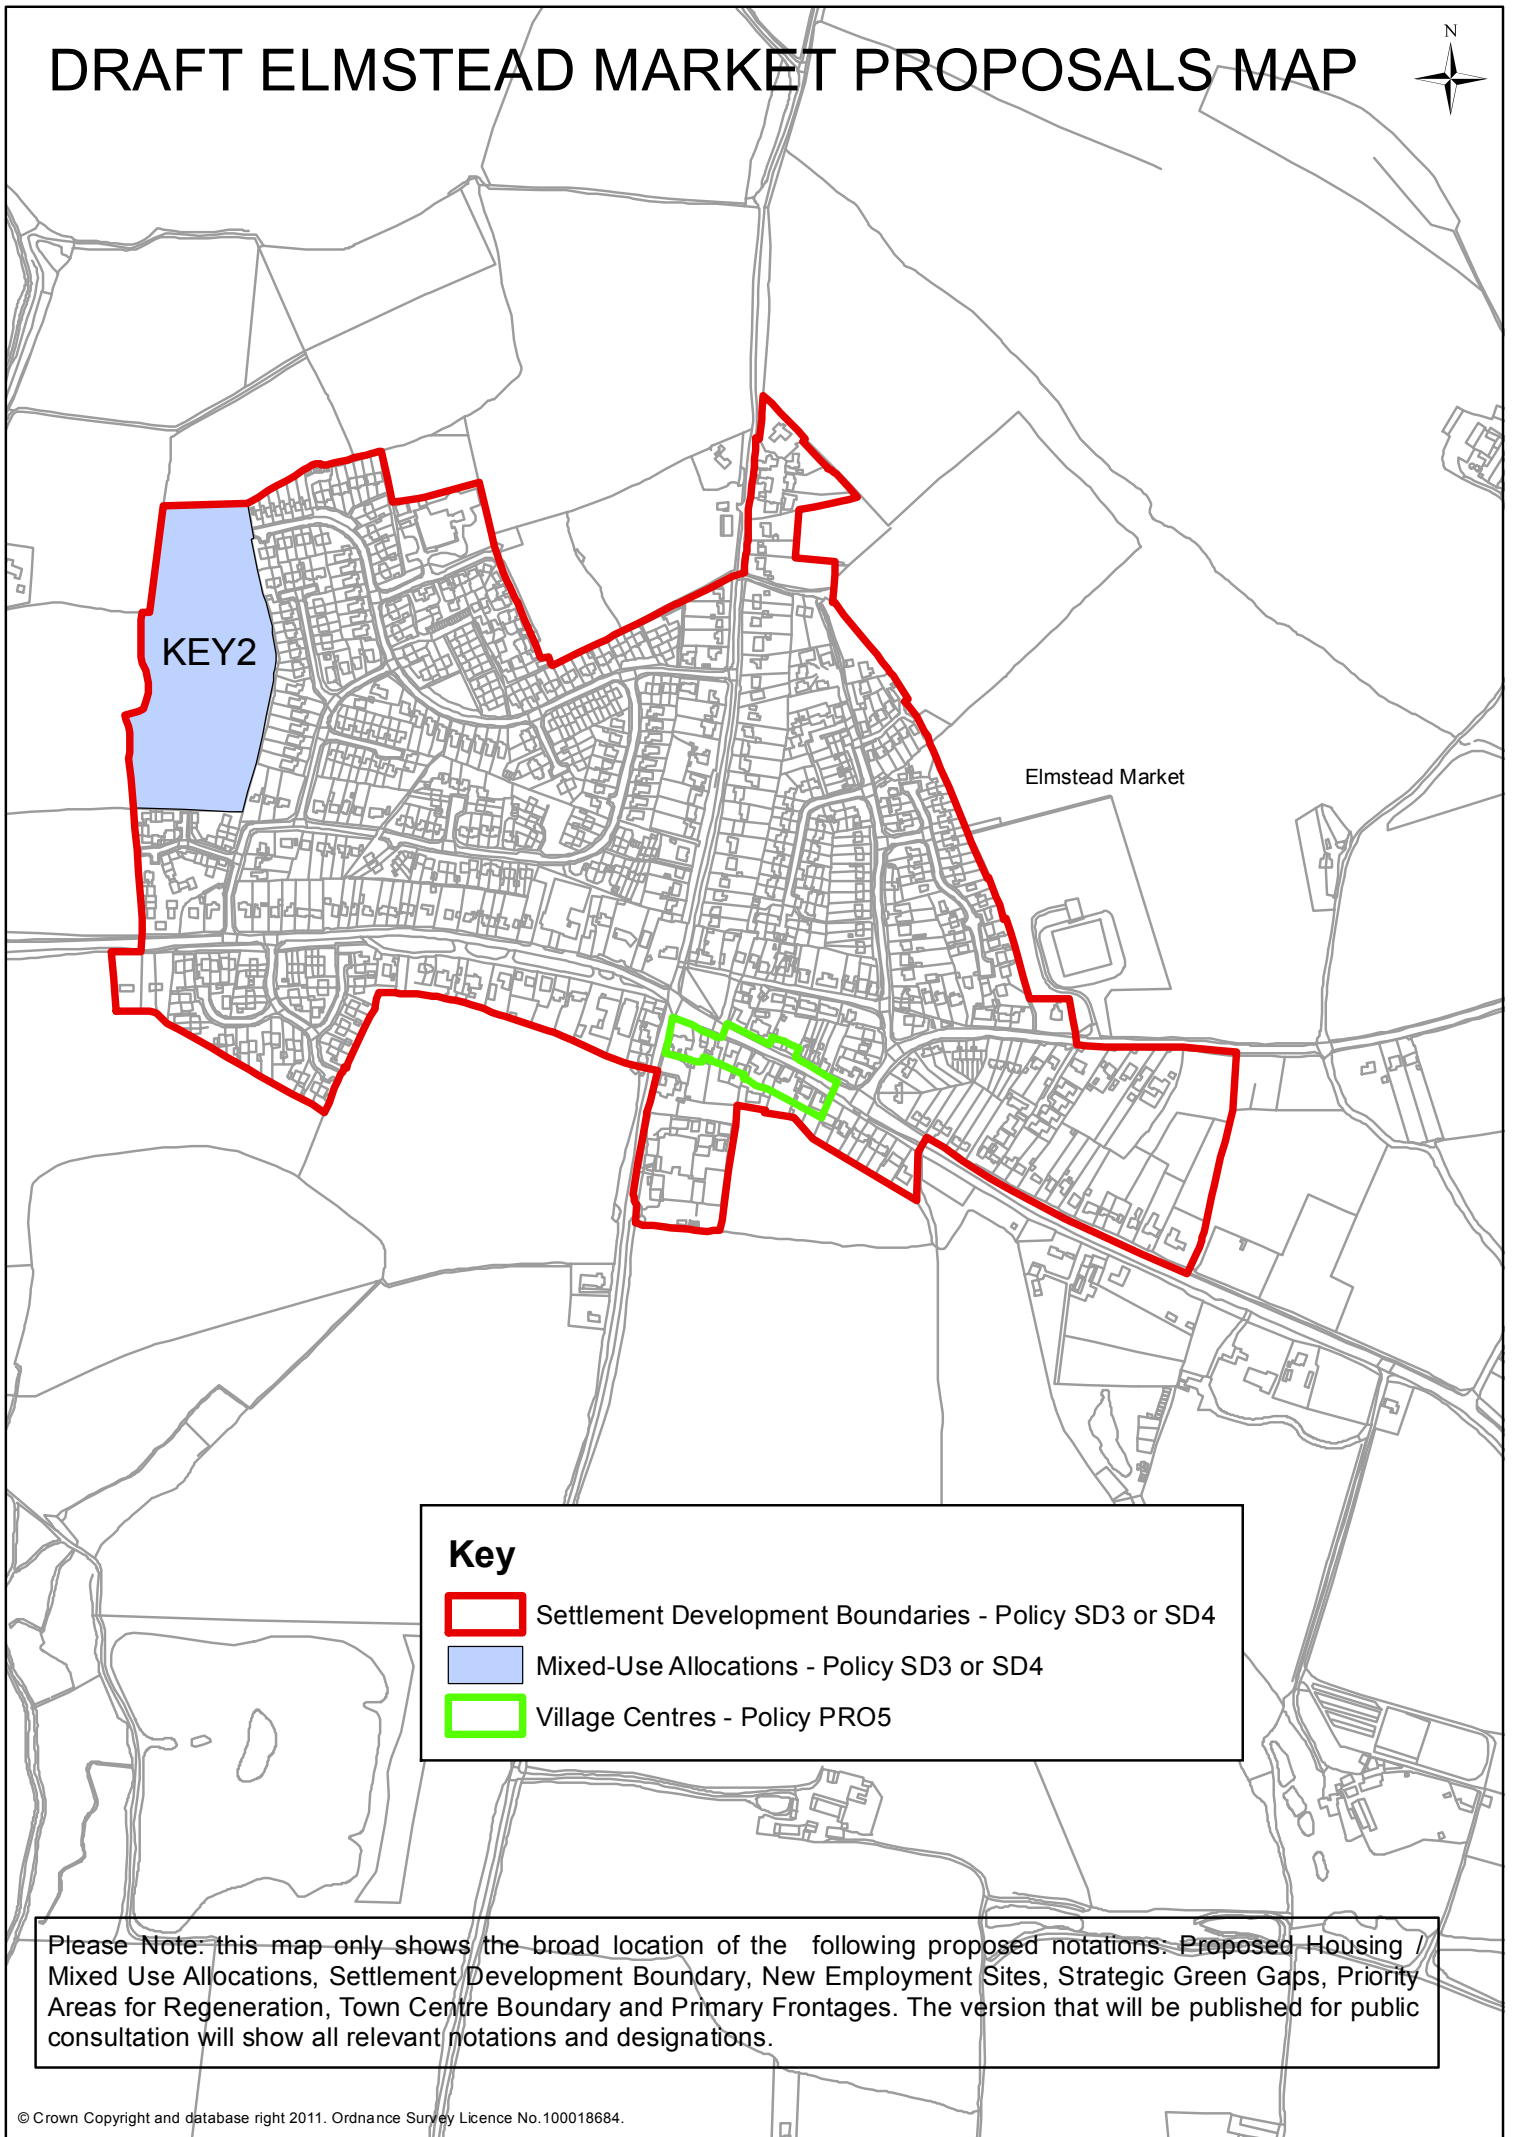 DRAFT ELMSTEAD MARKET PROPOSALS MAP
N
KEY2
Elmstead Market
Key
Settlement Development Boundaries - Policy SD3 or SD4
Mixed-Use Allocations - Policy SD3 or SD4
Village Centres - Policy PRO5
Please Note: this map only shows the broad location of the following proposed notations: Proposed Housing /
Mixed Use Allocations, Settlement Development Boundary, New Employment Sites, Strategic Green Gaps, Priority
Areas for Regeneration, Town Centre Boundary and Primary Frontages. The version that will be published for public
consultation will show all relevant notations and designations.
© Crown Copyright and database right 2011. Ordnance Survey Licence No.100018684.